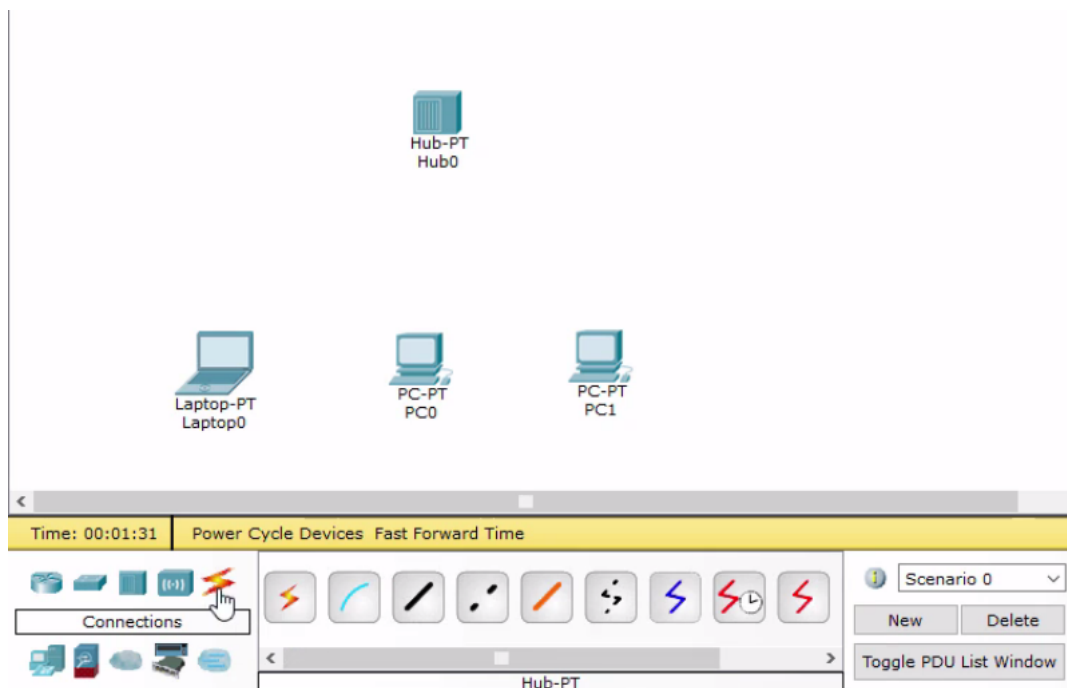 Hub-PT
Hub0
Laptop-PT
Laptop0
PC-PT
PC0
PC-PT
PC1
Time: 00:01:31
Power Cycle Devices Fast Forward Time
Connections
Hub-PT
Scenario 0
New
Delete
Toggle PDU List Window